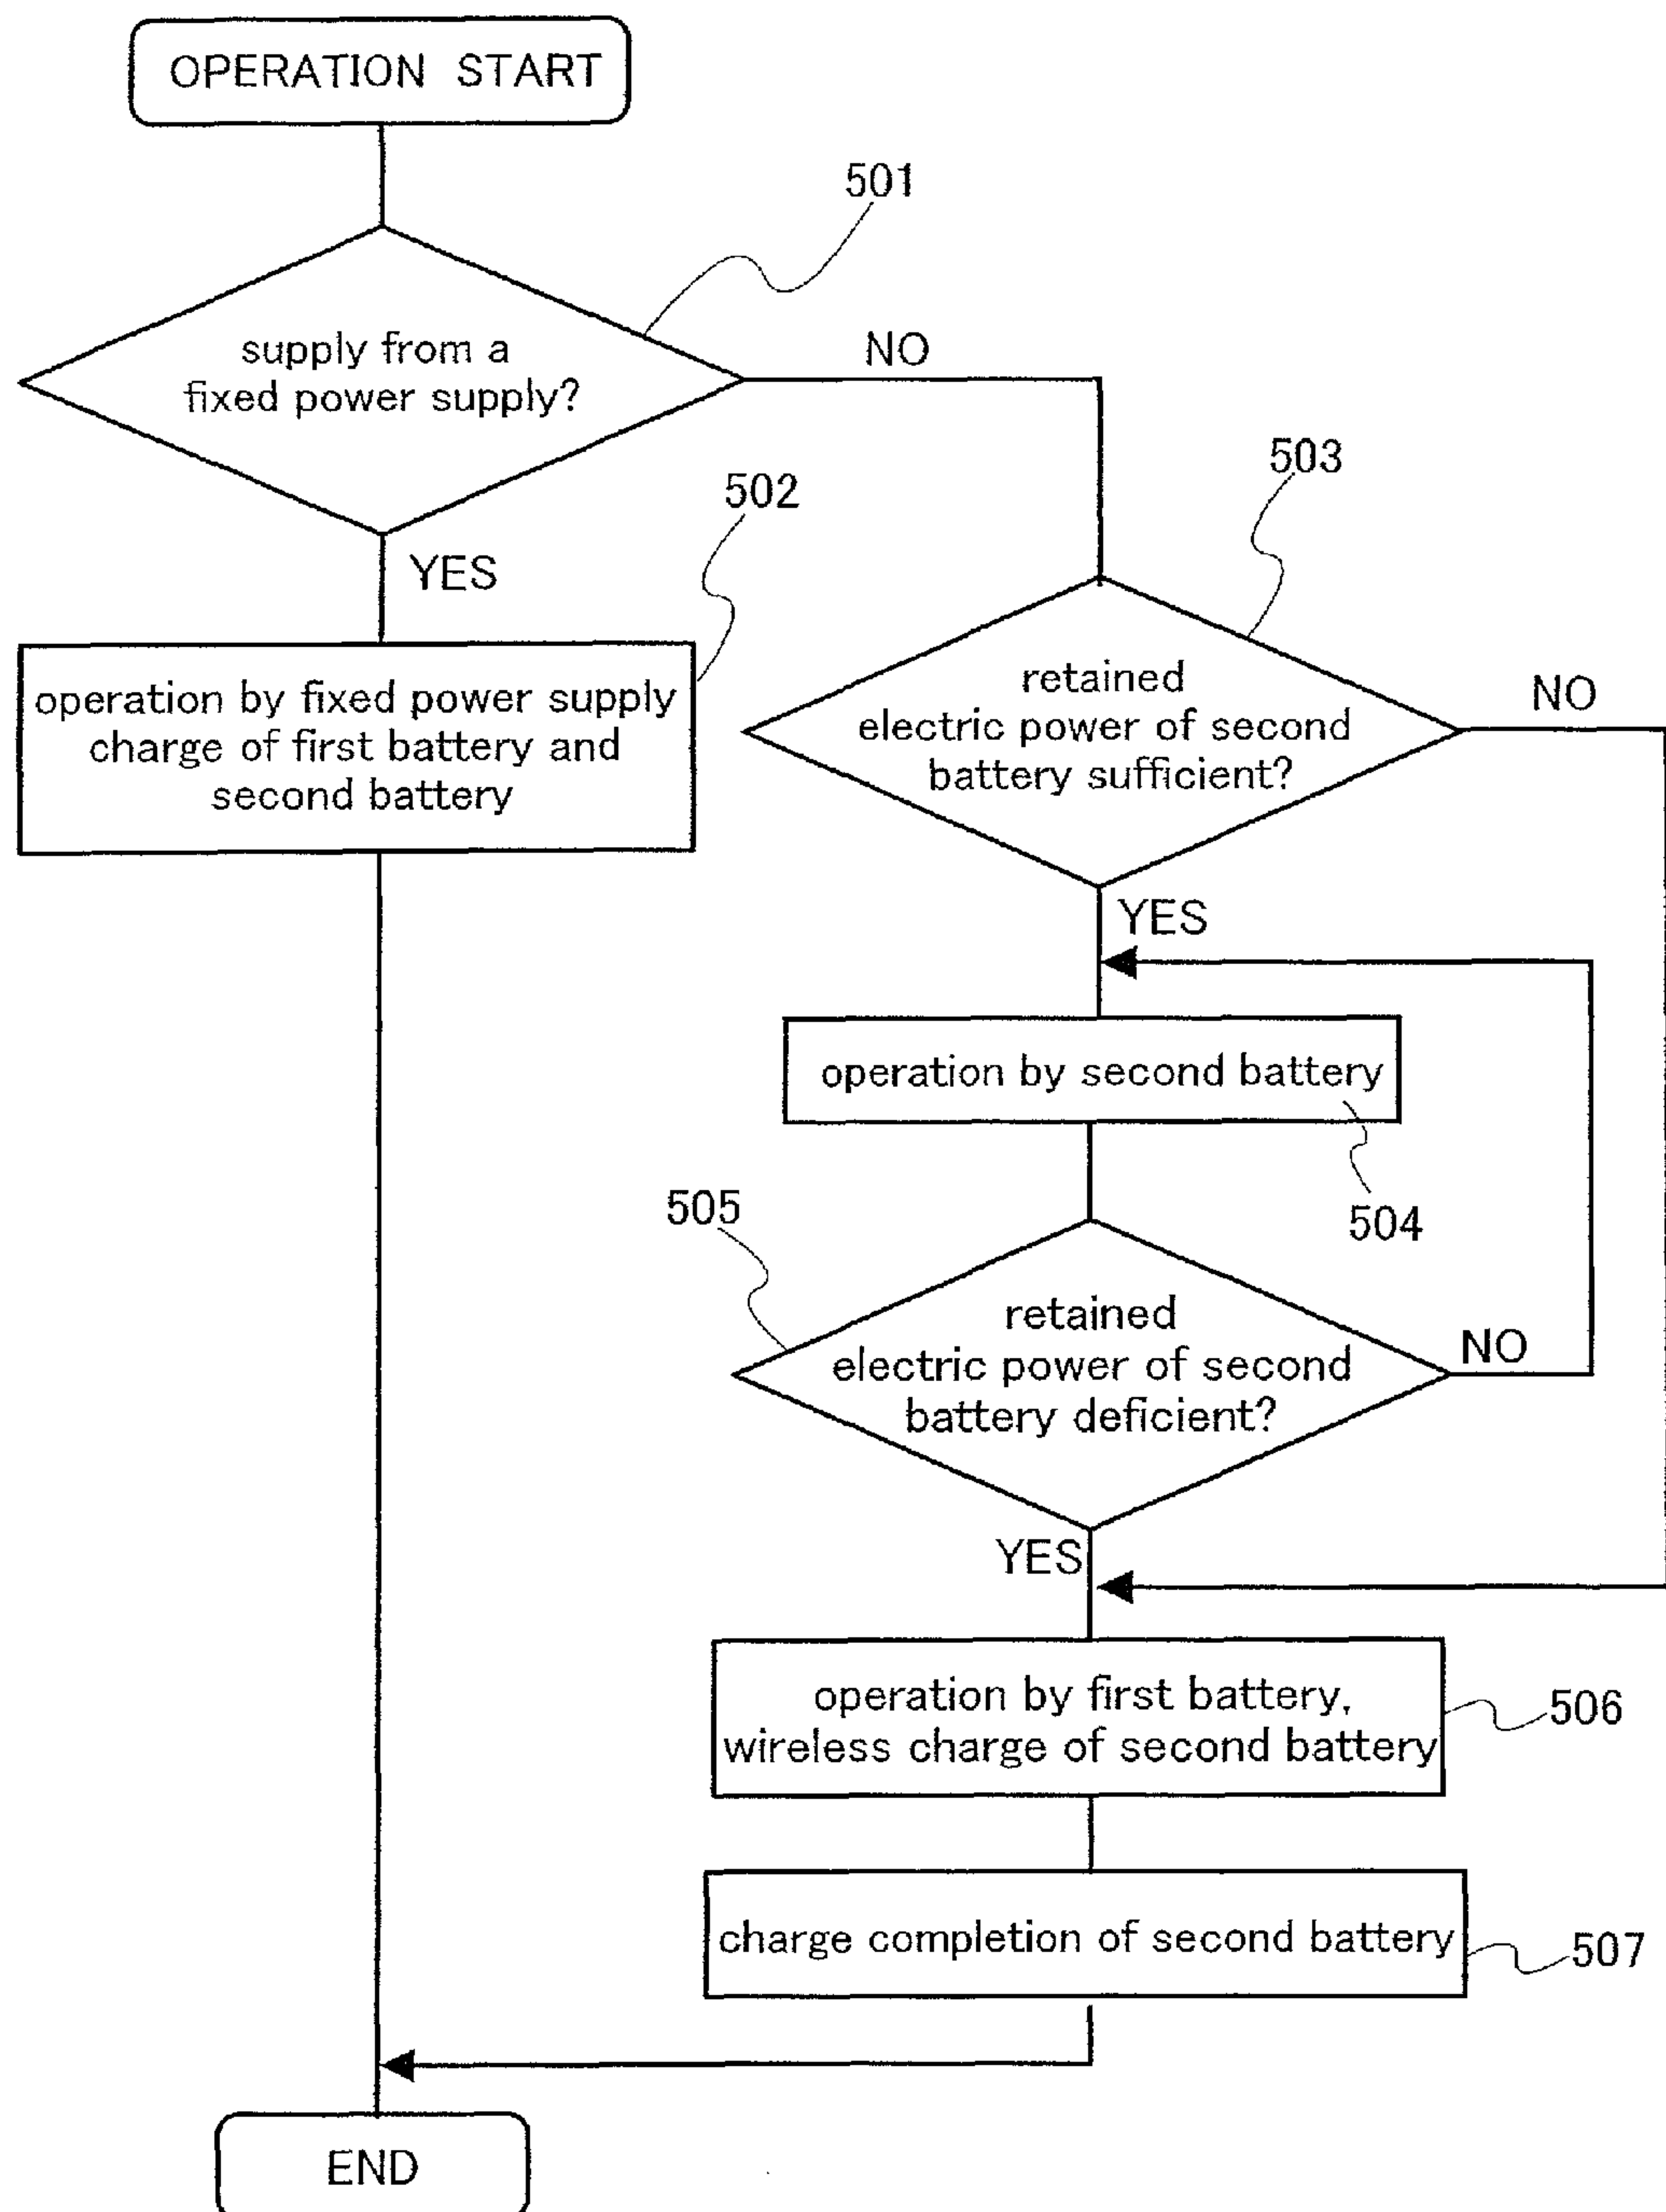 OPERATION START
501
supply from a
fixed power supply?
NO
YES
502
operation by fixed power supply
charge of first battery and
second battery
503
retained
electric power of second
battery sufficient?
NO
YES
operation by second battery
504
505
retained
electric power of second
battery deficient?
NO
YES
operation by first battery,
wireless charge of second battery
506
charge completion of second battery
507
END